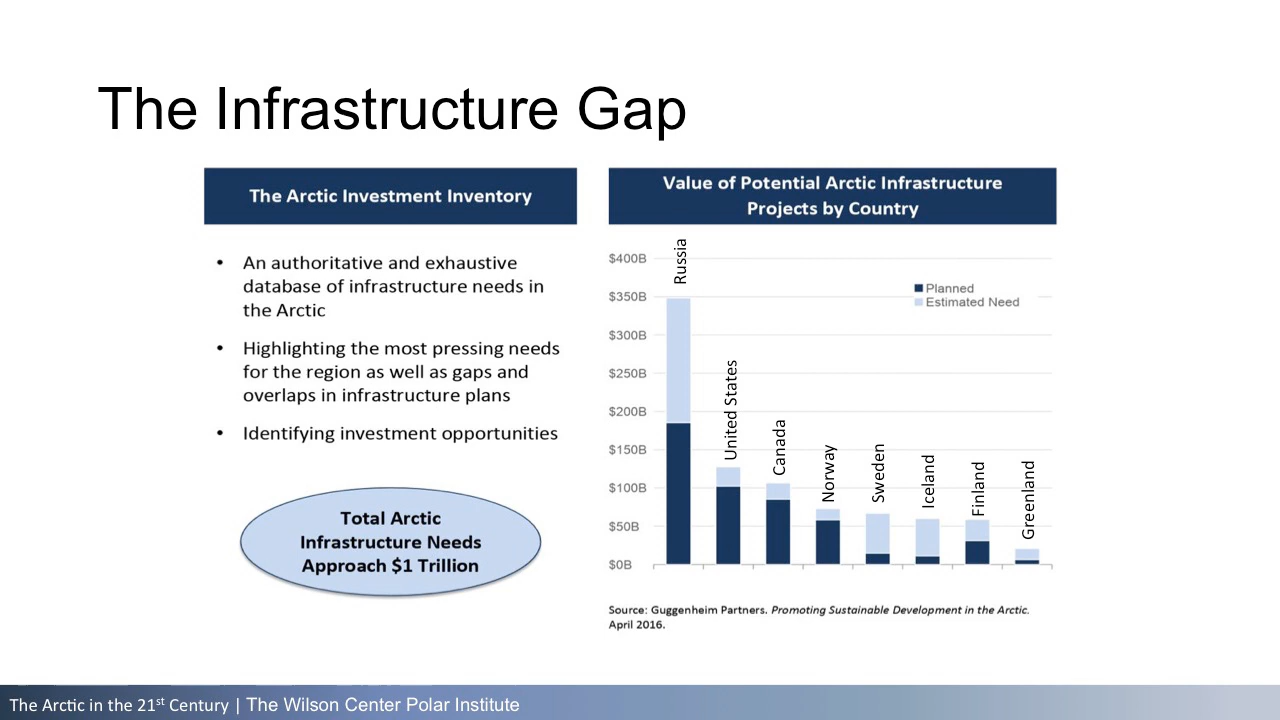 The Infrastructure Gap
The Arctic Investment Inventory
• An authoritative and exhaustive
database of infrastructure needs in
the Arctic
• Highlighting the most pressing needs
for the region as well as gaps and
overlaps in infrastructure plans
• Identifying investment opportunities
Total Arctic
Infrastructure Needs
Approach $1 Trillion
Value of Potential Arctic Infrastructure
Projects by Country
$400B
$350B
$300B
$250B
$200B
$150B
$100B
$50B
$0B
Russia
United States
Canada
Norway
Sweden
Iceland
Finland
Greenland
Planned
Estimated Need
Source: Guggenheim Partners. Promoting Sustainable Development in the Arctic.
April 2016.
The Arctic in the 21st Century | The Wilson Center Polar Institute